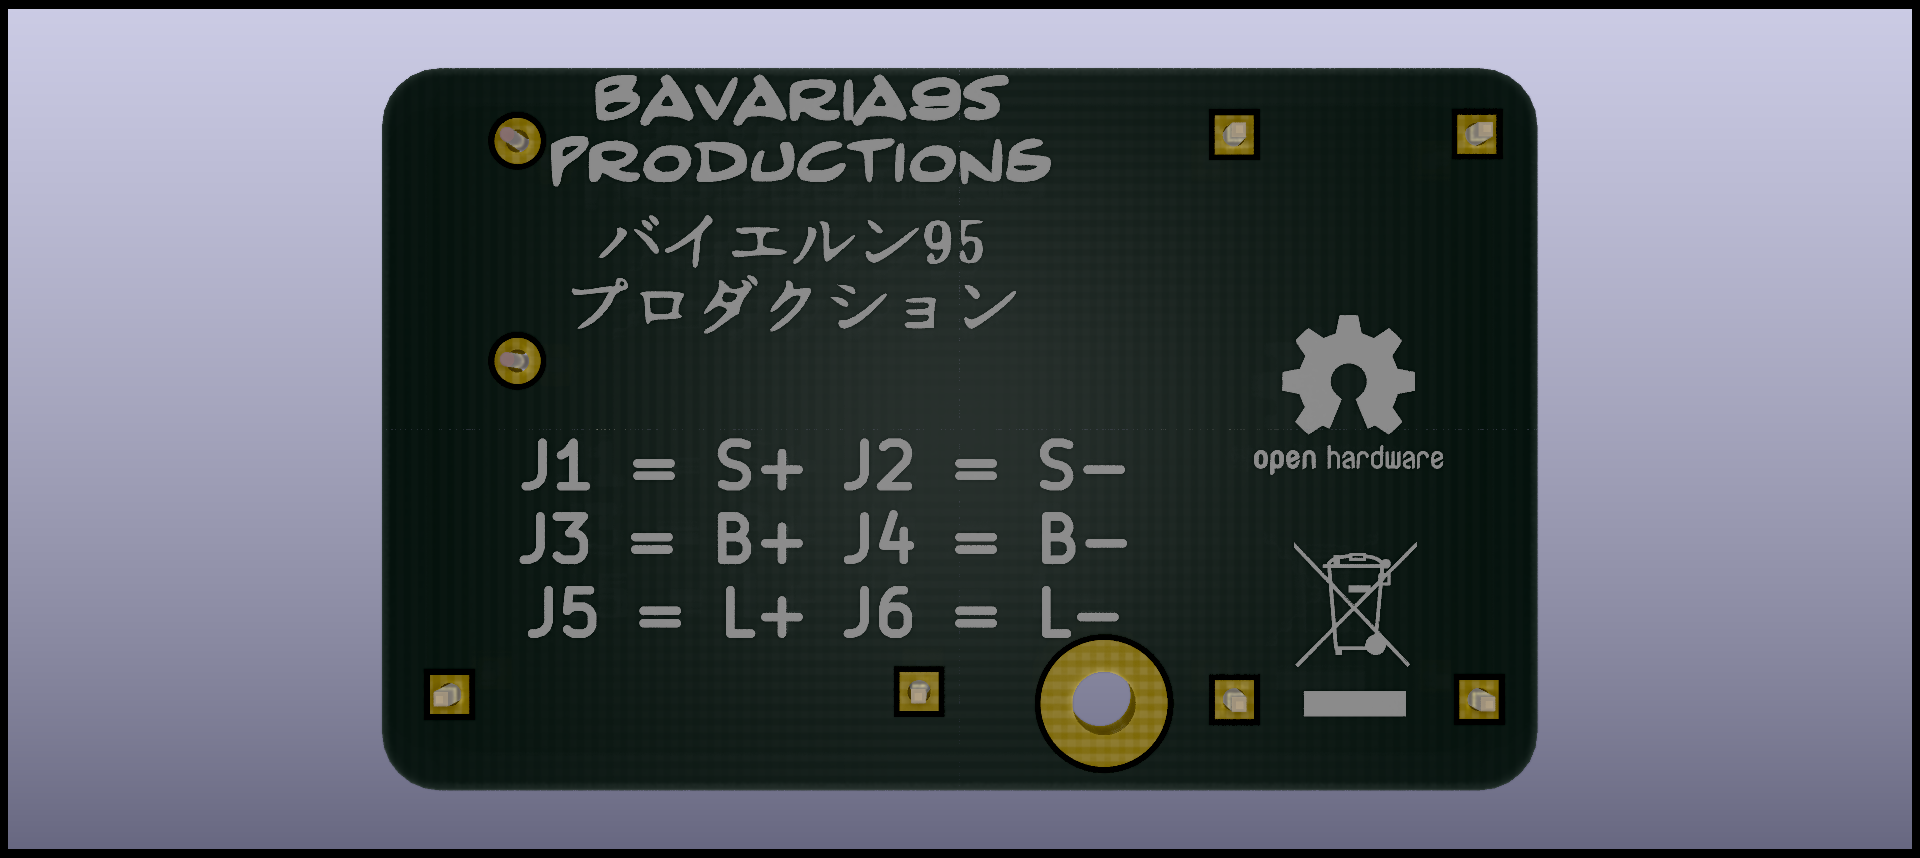 BAVARIA95
PRODUCTIONS
バイエルン95
プロダクション
open hardware
J1 = S+ J2 = S-
J3 = B+ J4 = B-
J5 = L+ J6 = L-